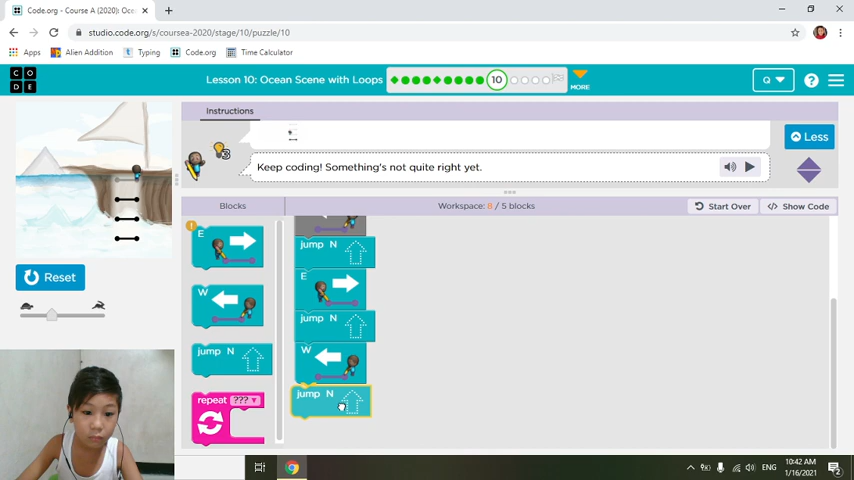 Code.org - Course A (2020): Oce
studio.code.org/s/coursea-2020/stage/10/puzzle/10
Apps
Alien Addition
Typing
Code.org
Time Calculator
C O
D E
Lesson 10: Ocean Scene with Loops
10
MORE
Q
?
Instructions
3
Less
Keep coding! Something's not quite right yet.
Blocks
Workspace: 8 / 5 blocks
Start Over
</> Show Code
!
E
W
jump N
repeat ???
jump N
E
jump N
W
jump N
Reset
ENG
10:42 AM
1/16/2021
2